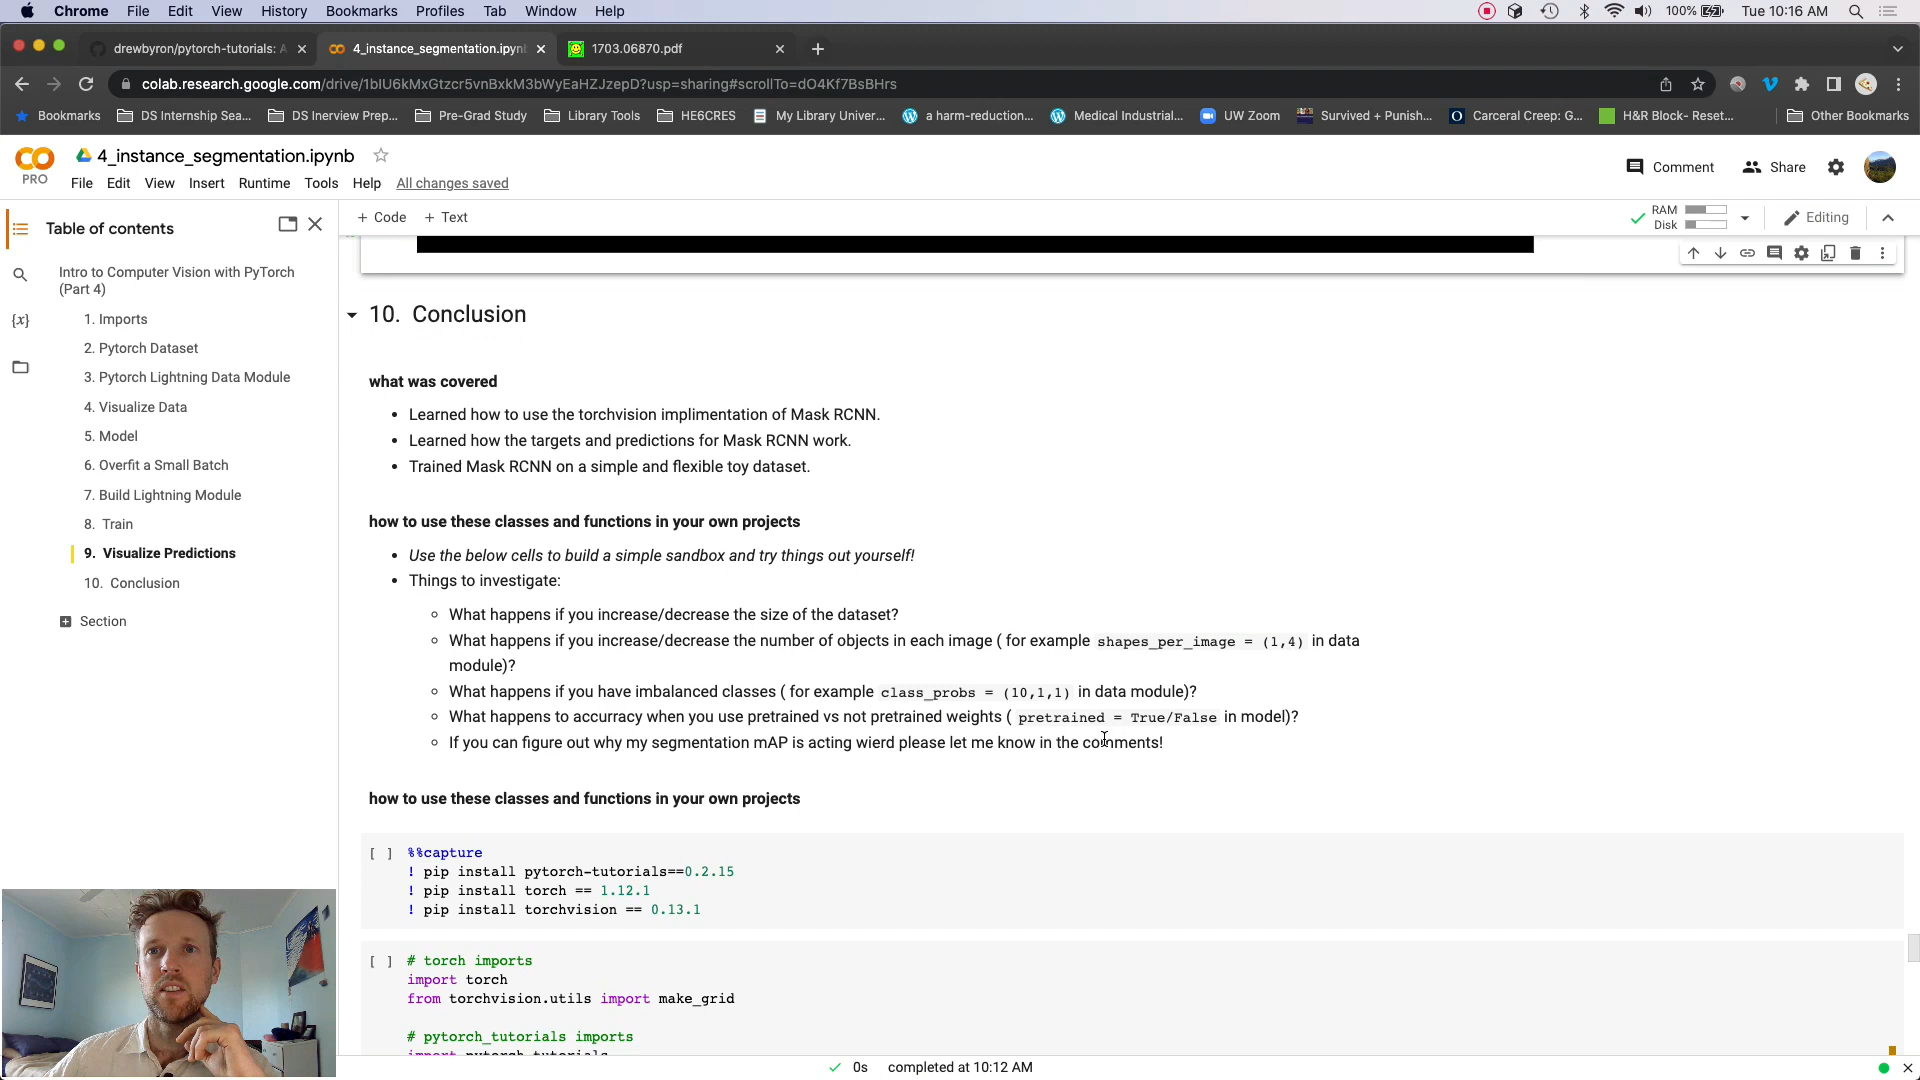 Chrome File Edit View History Bookmarks Profiles Tab Window Help
100% Tue 10:16 AM
drewbyron/pytorch-tutorials: A
4_instance_segmentation.ipyn
1703.06870.pdf
colab.research.google.com/drive/1bIU6kMxGtzcr5vnBxkM3bWyEaHZJzepD?usp=sharing#scrollTo=dO4Kf7BsBHrs
Bookmarks DS Internship Sea... DS Inerview Prep... Pre-Grad Study Library Tools HE6CRES My Library Univer... a harm-reduction... Medical Industrial... UW Zoom Survived + Punish... Carceral Creep: G... H&R Block- Reset... Other Bookmarks
CO PRO
4_instance_segmentation.ipynb
File Edit View Insert Runtime Tools Help All changes saved
Comment Share
Table of contents
+ Code + Text
RAM
Disk
Editing
Intro to Computer Vision with PyTorch
(Part 4)
{x}
1. Imports
2. Pytorch Dataset
3. Pytorch Lightning Data Module
4. Visualize Data
5. Model
6. Overfit a Small Batch
7. Build Lightning Module
8. Train
9. Visualize Predictions
10. Conclusion
Section
10. Conclusion
what was covered
• Learned how to use the torchvision implimentation of Mask RCNN.
• Learned how the targets and predictions for Mask RCNN work.
• Trained Mask RCNN on a simple and flexible toy dataset.
how to use these classes and functions in your own projects
• Use the below cells to build a simple sandbox and try things out yourself!
• Things to investigate:
◦ What happens if you increase/decrease the size of the dataset?
◦ What happens if you increase/decrease the number of objects in each image ( for example shapes_per_image = (1,4) in data
module)?
◦ What happens if you have imbalanced classes ( for example class_probs = (10,1,1) in data module)?
◦ What happens to accurracy when you use pretrained vs not pretrained weights ( pretrained = True/False in model)?
◦ If you can figure out why my segmentation mAP is acting wierd please let me know in the comments!
how to use these classes and functions in your own projects
[ ] %%capture
! pip install pytorch-tutorials==0.2.15
! pip install torch == 1.12.1
! pip install torchvision == 0.13.1
[ ] # torch imports
import torch
from torchvision.utils import make_grid
# pytorch_tutorials imports
import pytorch_tutorials
0s completed at 10:12 AM